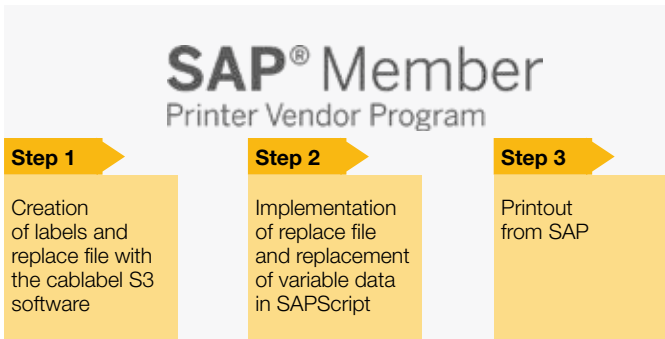 SAP® Member
Printer Vendor Program
Step 1
Creation
of labels and
replace file with
the cablabel S3
software
Step 2
Implementation
of replace file
and replacement
of variable data
in SAPScript
Step 3
Printout
from SAP